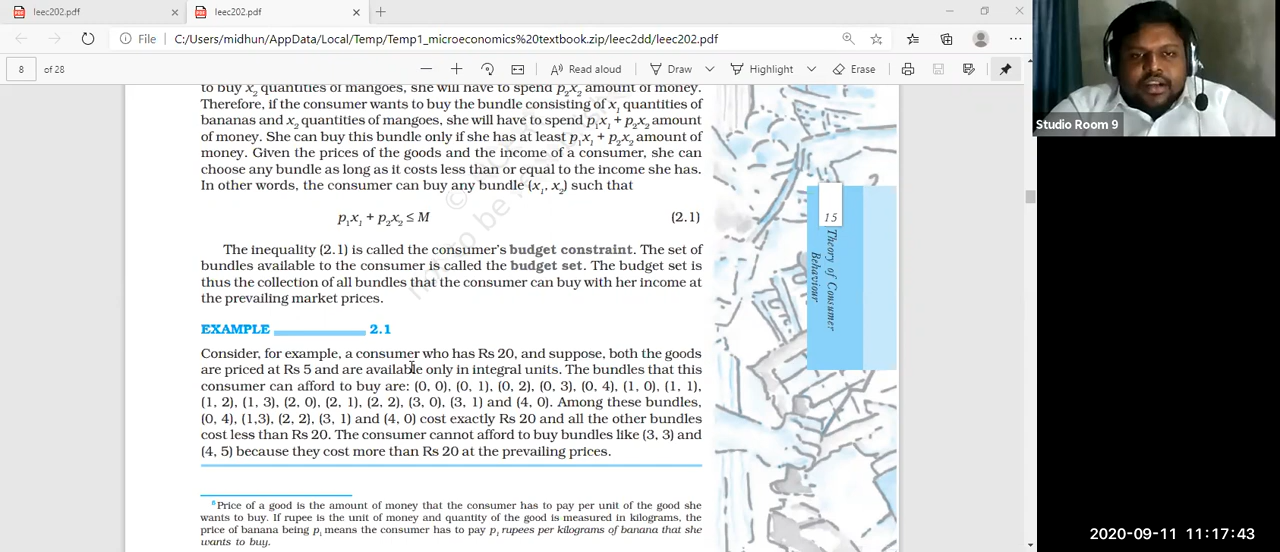 leec202.pdf
leec202.pdf
File
C:/Users/midhun/AppData/Local/Temp/Temp1_microeconomics%20textbook.zip/leec2dd/leec202.pdf
8 of 28
Read aloud
Draw
Highlight
Erase
to buy x₂ quantities of mangoes, she will have to spend p₂x₂ amount of money.
Therefore, if the consumer wants to buy the bundle consisting of x₁ quantities of
bananas and x₂ quantities of mangoes, she will have to spend p₁x₁ + p₂x₂ amount
of money. She can buy this bundle only if she has at least p₁x₁ + p₂x₂ amount of
money. Given the prices of the goods and the income of a consumer, she can
choose any bundle as long as it costs less than or equal to the income she has.
In other words, the consumer can buy any bundle (x₁, x₂) such that
p₁x₁ + p₂x₂ ≤ M (2.1)
The inequality (2.1) is called the consumer's budget constraint. The set of
bundles available to the consumer is called the budget set. The budget set is
thus the collection of all bundles that the consumer can buy with her income at
the prevailing market prices.
EXAMPLE 2.1
Consider, for example, a consumer who has Rs 20, and suppose, both the goods
are priced at Rs 5 and are available only in integral units. The bundles that this
consumer can afford to buy are: (0, 0), (0, 1), (0, 2), (0, 3), (0, 4), (1, 0), (1, 1),
(1, 2), (1, 3), (2, 0), (2, 1), (2, 2), (3, 0), (3, 1) and (4, 0). Among these bundles,
(0, 4), (1,3), (2, 2), (3, 1) and (4, 0) cost exactly Rs 20 and all the other bundles
cost less than Rs 20. The consumer cannot afford to buy bundles like (3, 3) and
(4, 5) because they cost more than Rs 20 at the prevailing prices.
Price of a good is the amount of money that the consumer has to pay per unit of the good she
wants to buy. If rupee is the unit of money and quantity of the good is measured in kilograms, the
price of banana being p₁ means the consumer has to pay p₁ rupees per kilograms of banana that she
wants to buy.
15
Theory of Consumer
Behaviour
Studio Room 9
2020-09-11 11:17:43